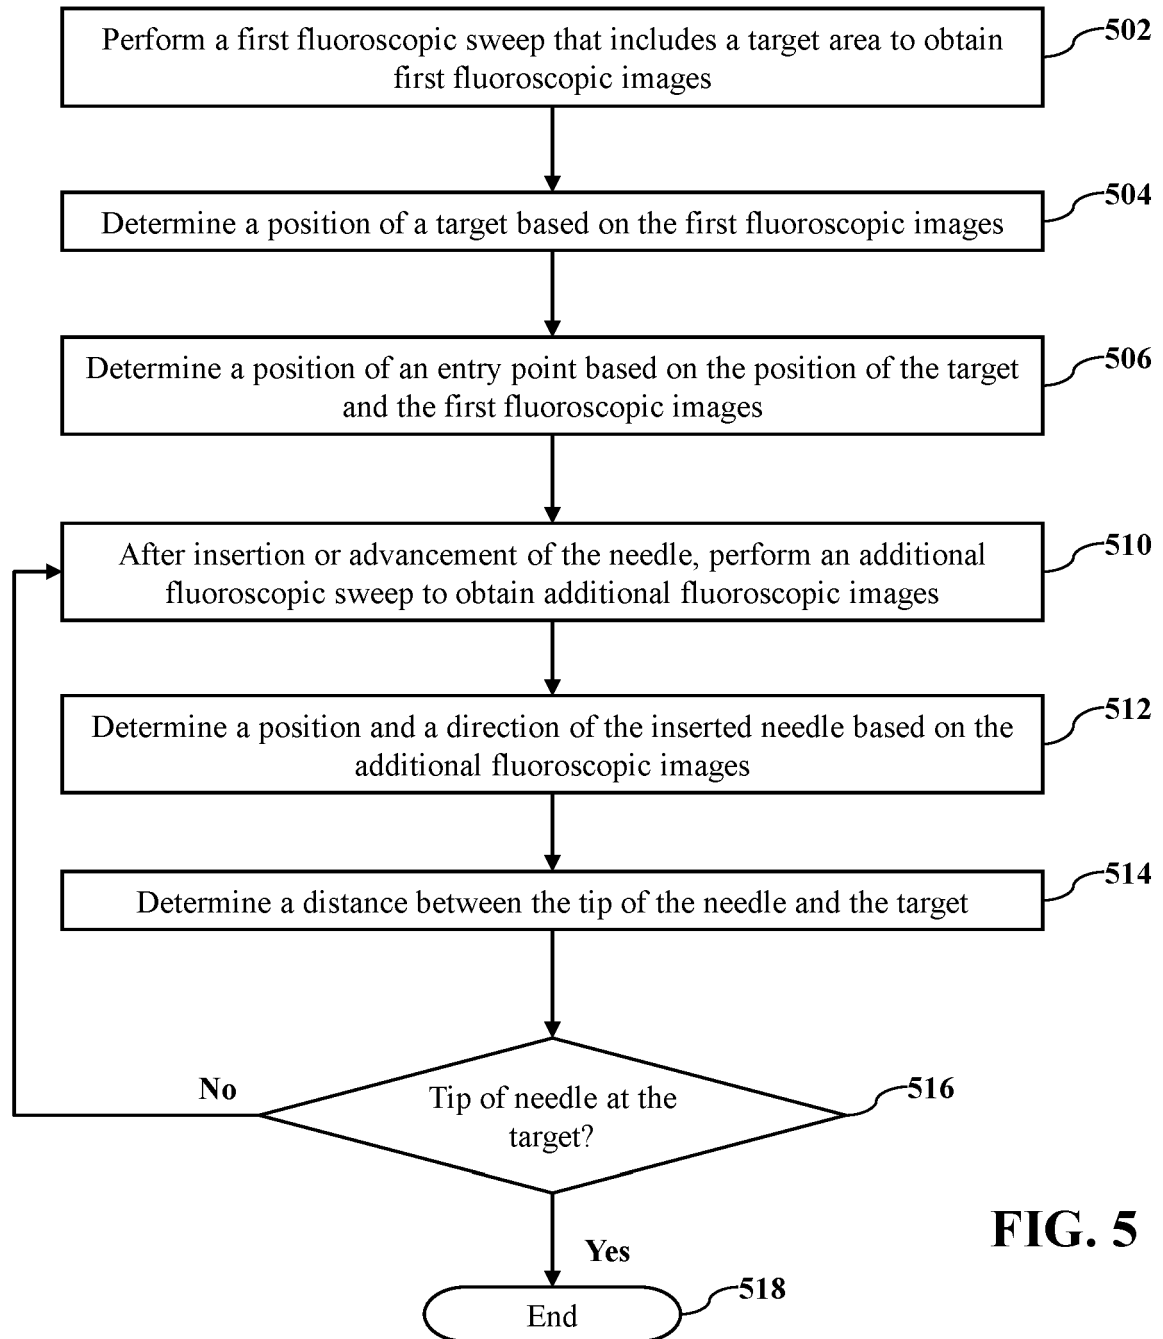 Perform a first fluoroscopic sweep that includes a target area to obtain
first fluoroscopic images
502
Determine a position of a target based on the first fluoroscopic images
504
Determine a position of an entry point based on the position of the target
and the first fluoroscopic images
506
After insertion or advancement of the needle, perform an additional
fluoroscopic sweep to obtain additional fluoroscopic images
510
Determine a position and a direction of the inserted needle based on the
additional fluoroscopic images
512
Determine a distance between the tip of the needle and the target
514
No
Tip of needle at the
target?
516
Yes
FIG. 5
End
518